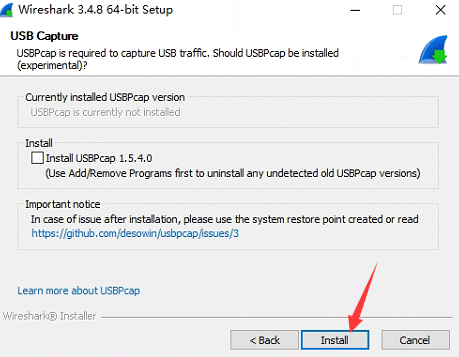 Wireshark 3.4.8 64-bit Setup
USB Capture
USBPcap is required to capture USB traffic. Should USBPcap be installed
(experimental)?
Currently installed USBPcap version
USBPcap is currently not installed
Install
Install USBPcap 1.5.4.0
(Use Add/Remove Programs first to uninstall any undetected old USBPcap versions)
Important notice
In case of issue after installation, please use the system restore point created or read
https://github.com/desowin/usbpcap/issues/3
Learn more about USBPcap
Wireshark® Installer
< Back
Install
Cancel